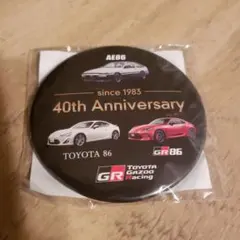 AE86
since 1983
40th Anniversary
TOYOTA 86
GR86
GR TOYOTA
GAZOO
Racing